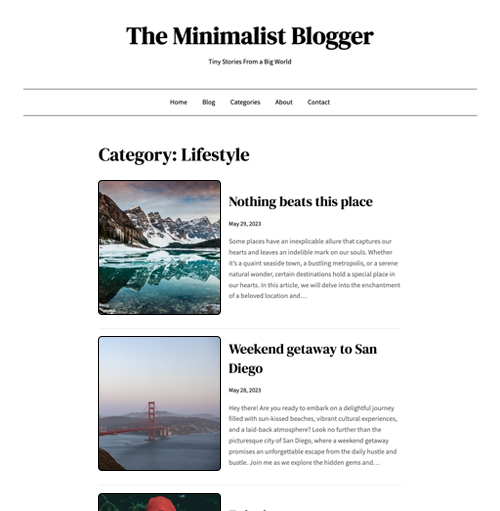 The Minimalist Blogger
Tiny Stories From a Big World
Home Blog Categories About Contact
Category: Lifestyle
Nothing beats this place
May 29, 2023
Some places have an inexplicable allure that captures our
hearts and leaves an indelible mark on our souls. Whether
it's a quaint seaside town, a bustling metropolis, or a serene
natural wonder, certain destinations hold a special place in
our hearts. In this article, we will delve into the enchantment
of a beloved location and…
Weekend getaway to San
Diego
May 28, 2023
Hey there! Are you ready to embark on a delightful journey
filled with sun-kissed beaches, vibrant cultural experiences,
and a laid-back atmosphere? Look no further than the
picturesque city of San Diego, where a weekend getaway
promises an unforgettable escape from the daily hustle and
bustle. Join me as we explore the hidden gems and…